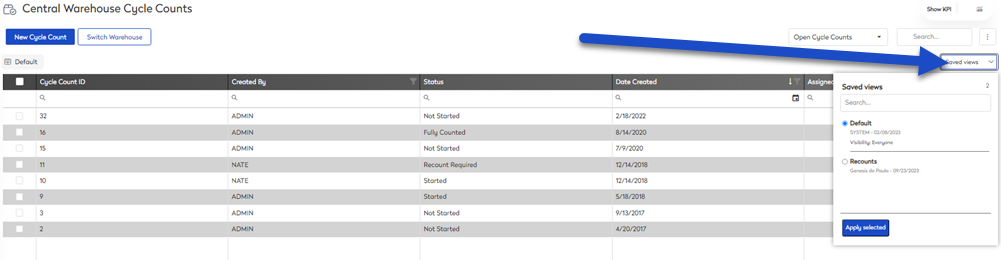 Central Warehouse Cycle Counts
Show KPI
New Cycle Count
Switch Warehouse
Open Cycle Counts
Search...
Default
Saved views
Cycle Count ID Created By Status Date Created Assigned
32 ADMIN Not Started 2/18/2022
16 ADMIN Fully Counted 8/14/2020
15 ADMIN Not Started 7/9/2020
11 NATE Recount Required 12/14/2018
10 NATE Started 12/14/2018
9 ADMIN Started 5/18/2018
3 ADMIN Not Started 9/13/2017
2 ADMIN Not Started 4/20/2017
Saved views 2
Search...
Default
SYSTEM - 02/08/2023
Visibility: Everyone
Recounts
Genesis de Paula - 09/23/2023
Apply selected